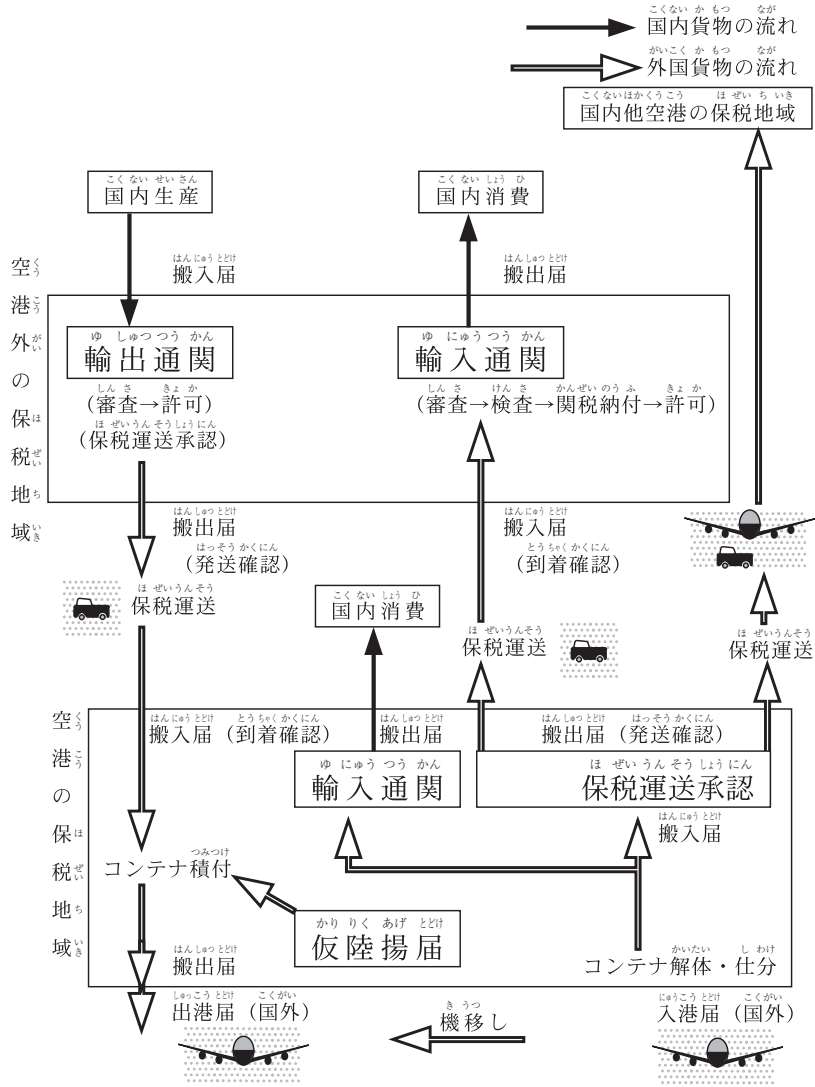 国内貨物の流れ
外国貨物の流れ
国内他空港の保税地域
国内生産
国内消費
搬入届
搬出届
空港外の保税地域
輸出通関
(審査→許可)
(保税運送承認)
輸入通関
(審査→検査→関税納付→許可)
搬出届
(発送確認)
搬入届
(到着確認)
保税運送
国内消費
保税運送
保税運送
空港の保税地域
搬入届(到着確認)
搬出届
搬出届(発送確認)
輸入通関
保税運送承認
搬入届
コンテナ積付
仮陸揚届
搬出届
コンテナ解体・仕分
出港届(国外)
機移し
入港届(国外)